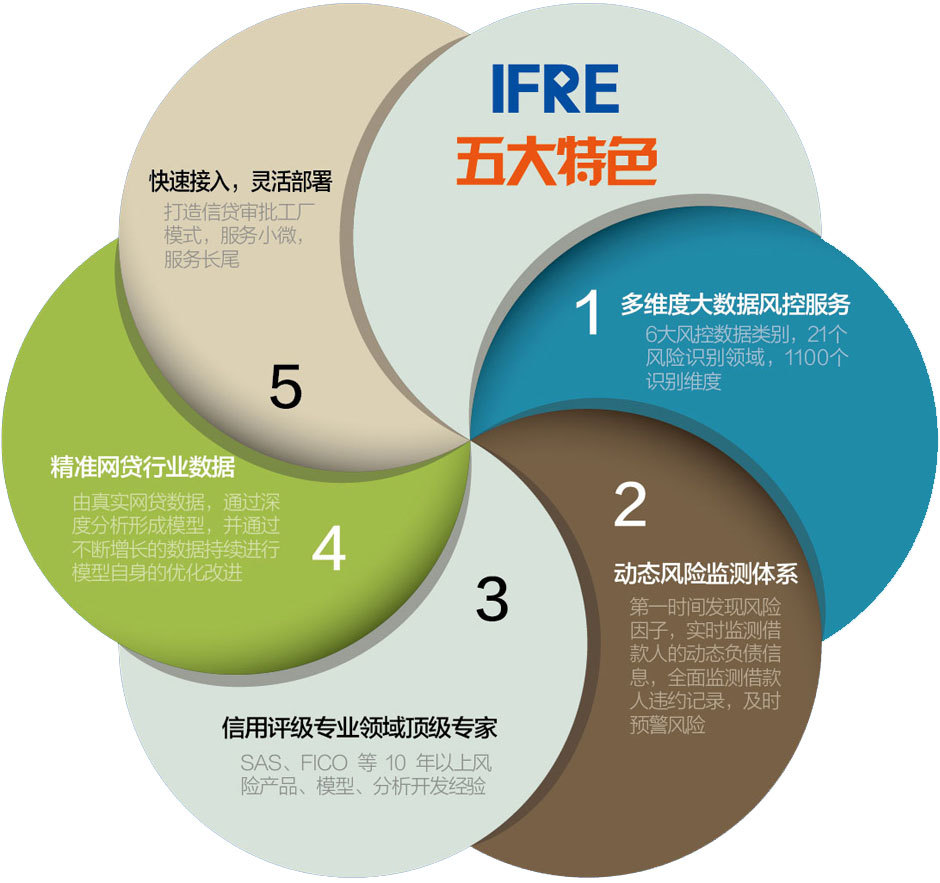 IFRE
五大特色
1
多维度大数据风控服务
6大风控数据类别，21个
风险识别领域，1100个
识别维度
2
动态风险监测体系
第一时间发现风险
因子，实时监测借
款人的动态负债信
息，全面监测借款
人违约记录，及时
预警风险
3
信用评级专业领域顶级专家
SAS、FICO 等 10 年以上风
险产品、模型、分析开发经验
4
精准网贷行业数据
由真实网贷数据，通过深
度分析形成模型，并通过
不断增长的数据持续进行
模型自身的优化改进
5
快速接入，灵活部署
打造信贷审批工厂
模式，服务小微，
服务长尾